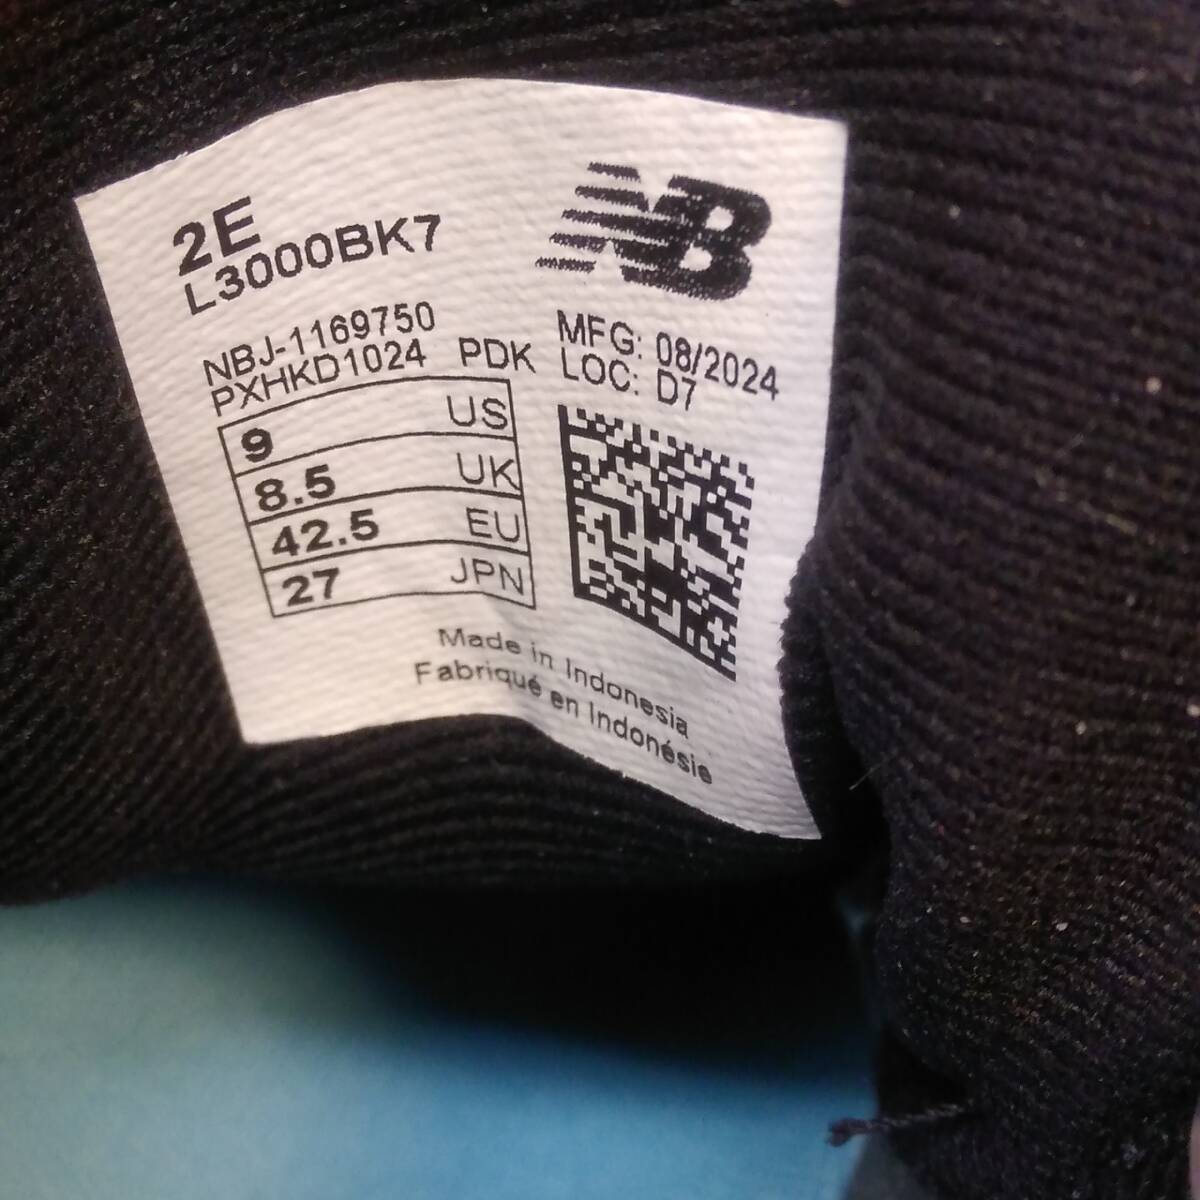 2E
L3000BK7
NB
NBJ-1169750
PXHKD1024 PDK
MFG: 08/2024
LOC: D7
9 US
8.5 UK
42.5 EU
27 JPN
Made in Indonesia
Fabriqué en Indonésie